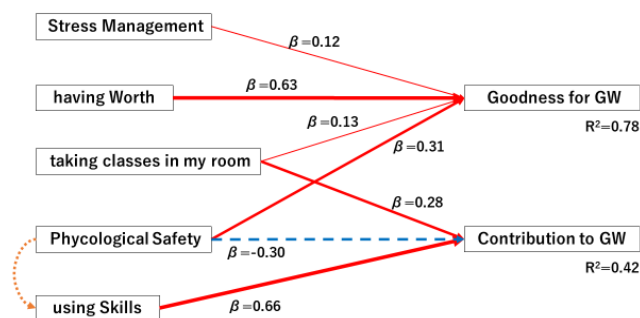 Stress Management
β=0.12
having Worth
β=0.63
Goodness for GW
R²=0.78
β=0.13
taking classes in my room
β=0.31
β=0.28
Phycological Safety
β=-0.30
Contribution to GW
R²=0.42
using Skills
β=0.66